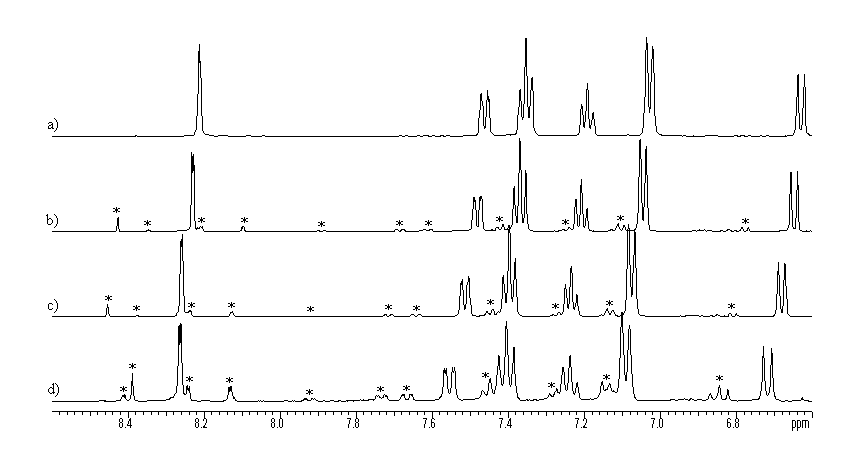 a)
b)
* * * * * * * * * * *
c)
* * * * * * * * * * *
d)
* * * * * * * * * * *
8.4 8.2 8.0 7.8 7.6 7.4 7.2 7.0 6.8 ppm